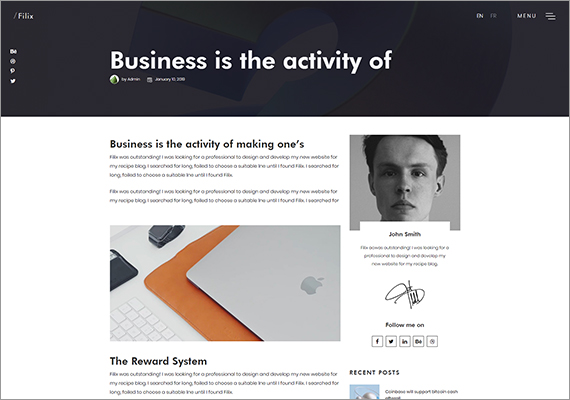 /Filix
EN FR
MENU
Bē
Business is the activity of
by Admin January 10, 2019
Business is the activity of making one's
Filix was outstanding! I was looking for a professional to design and develop my new website for
my recipe blog. I searched for long, failed to choose a suitable one until I found Filix. I searched for
long, failed to choose a suitable one until I found Filix.
Filix was outstanding! I was looking for a professional to design and develop my new website for
my recipe blog. I searched for long, failed to choose a suitable one until I found Filix. I searched for
The Reward System
Filix was outstanding! I was looking for a professional to design and develop my new website for
my recipe blog. I searched for long, failed to choose a suitable one until I found Filix. I searched for
long, failed to choose a suitable one until I found Filix.
John Smith
Filix aowas outstanding! I was looking for a
professional to design and develop my
new website for my recipe blog.
Follow me on
f in Bē
RECENT POSTS
Coinbase will support bitcoin cash